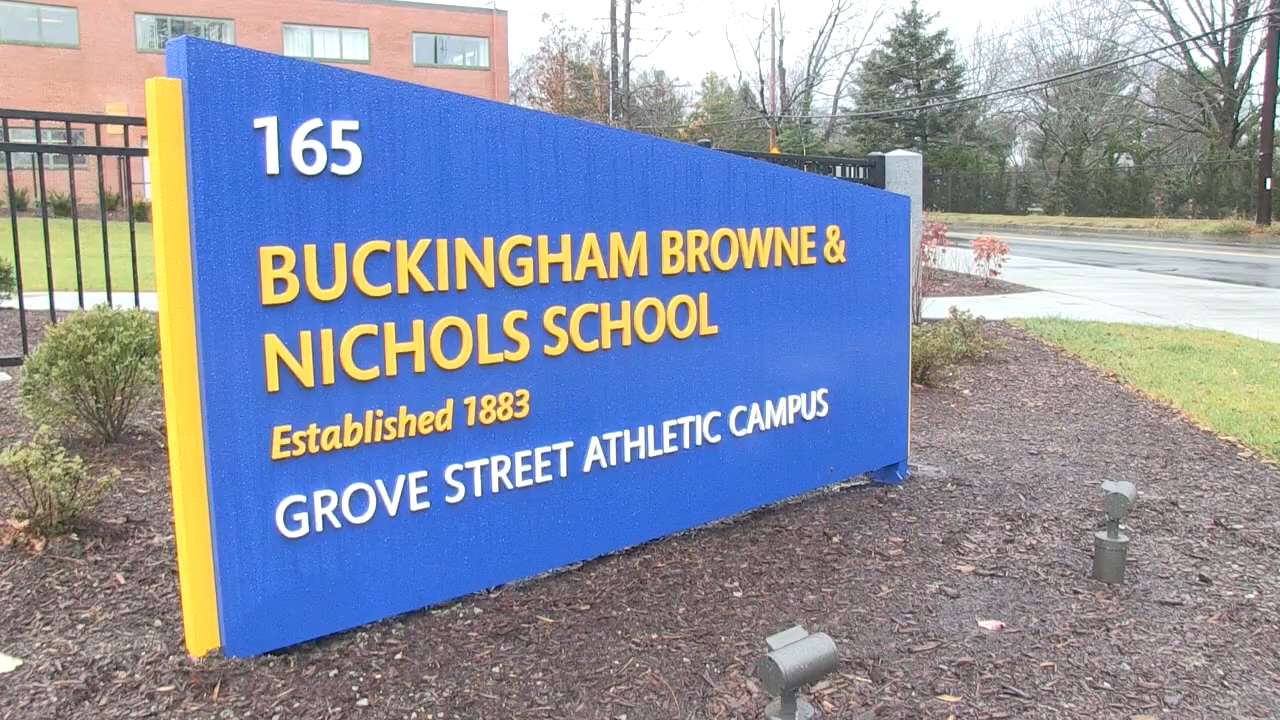 165
BUCKINGHAM BROWNE &
NICHOLS SCHOOL
Established 1883
GROVE STREET ATHLETIC CAMPUS